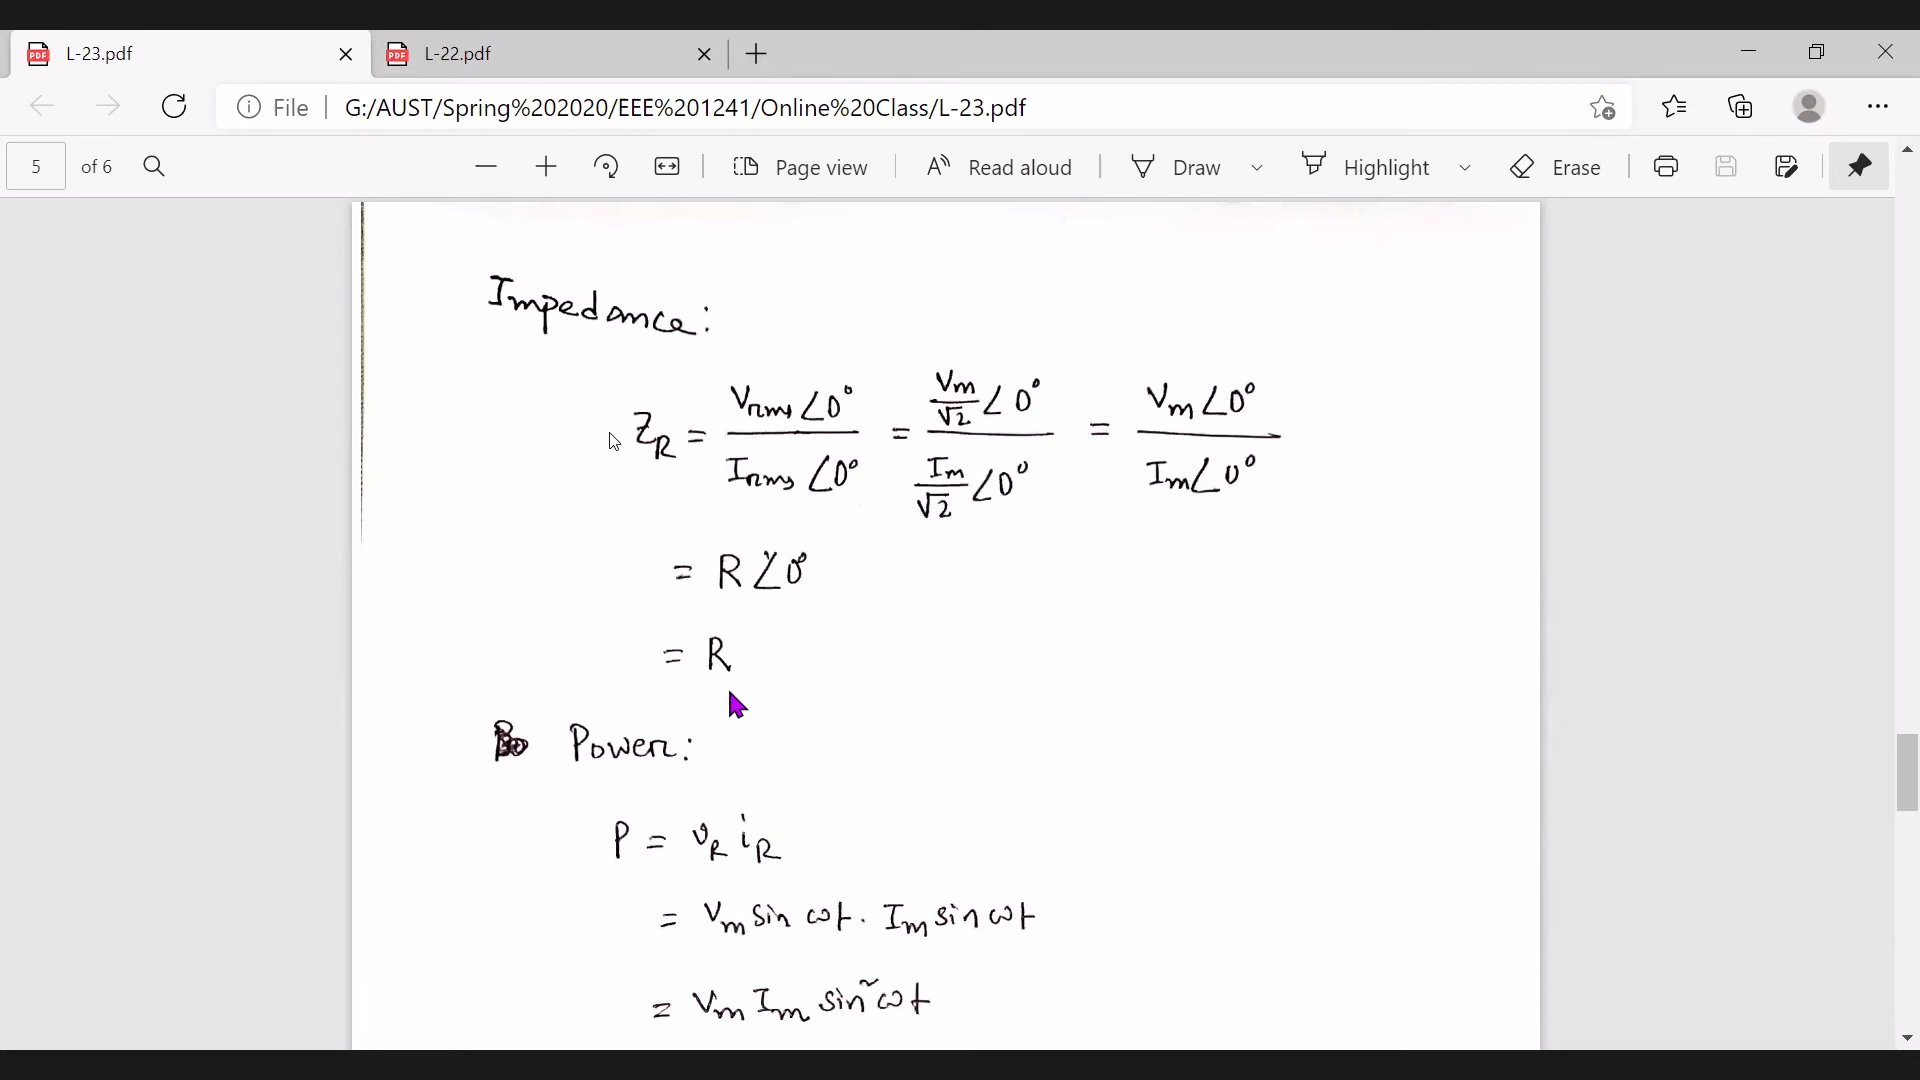 L-23.pdf L-22.pdf
File G:/AUST/Spring%202020/EEE%201241/Online%20Class/L-23.pdf
5 of 6 Page view Read aloud Draw Highlight Erase
Impedance:
Z_R = V_rms ∠0° / I_rms ∠0° = (V_m/√2 ∠0°) / (I_m/√2 ∠0°) = V_m ∠0° / I_m ∠0°
= R ∠0°
= R
Power:
P = v_R i_R
= V_m sin ωt . I_m sin ωt
= V_m I_m sin² ωt